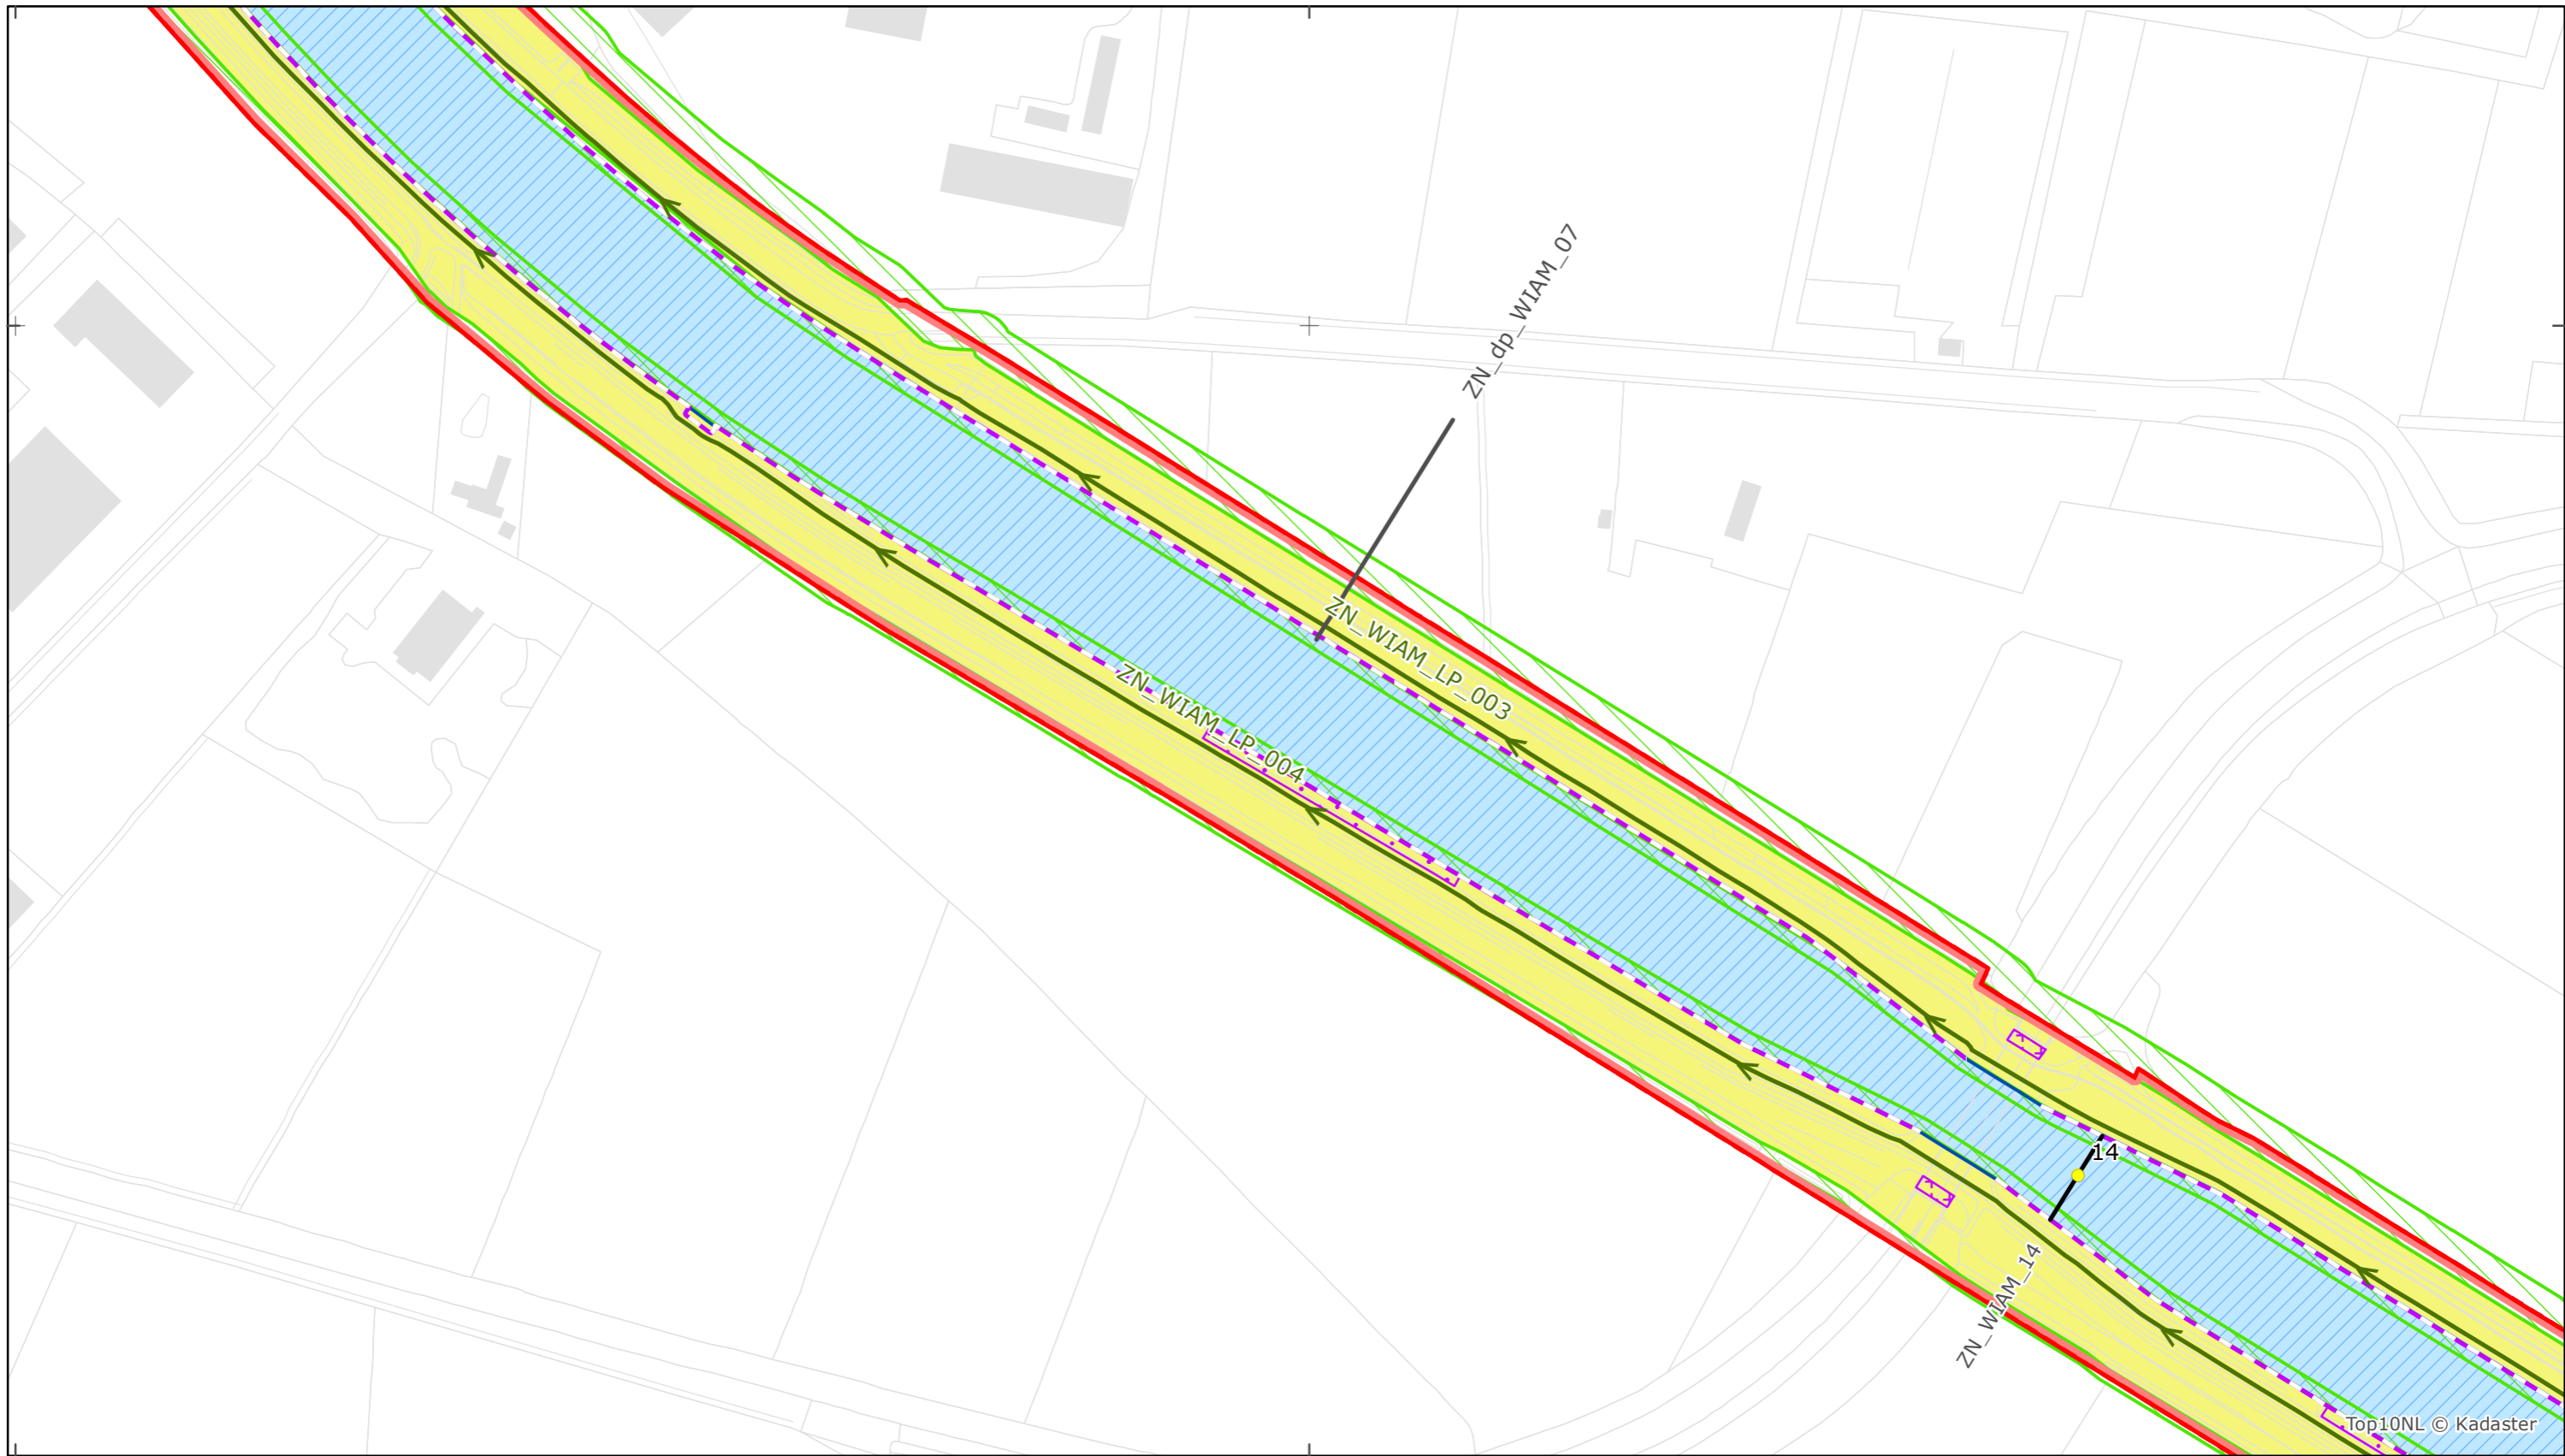 ZN_dp_WIAM_07
ZN_WIAM_LP_003
ZN_WIAM_LP_004
14
ZN_WIAM_14
Top10NL © Kadaster